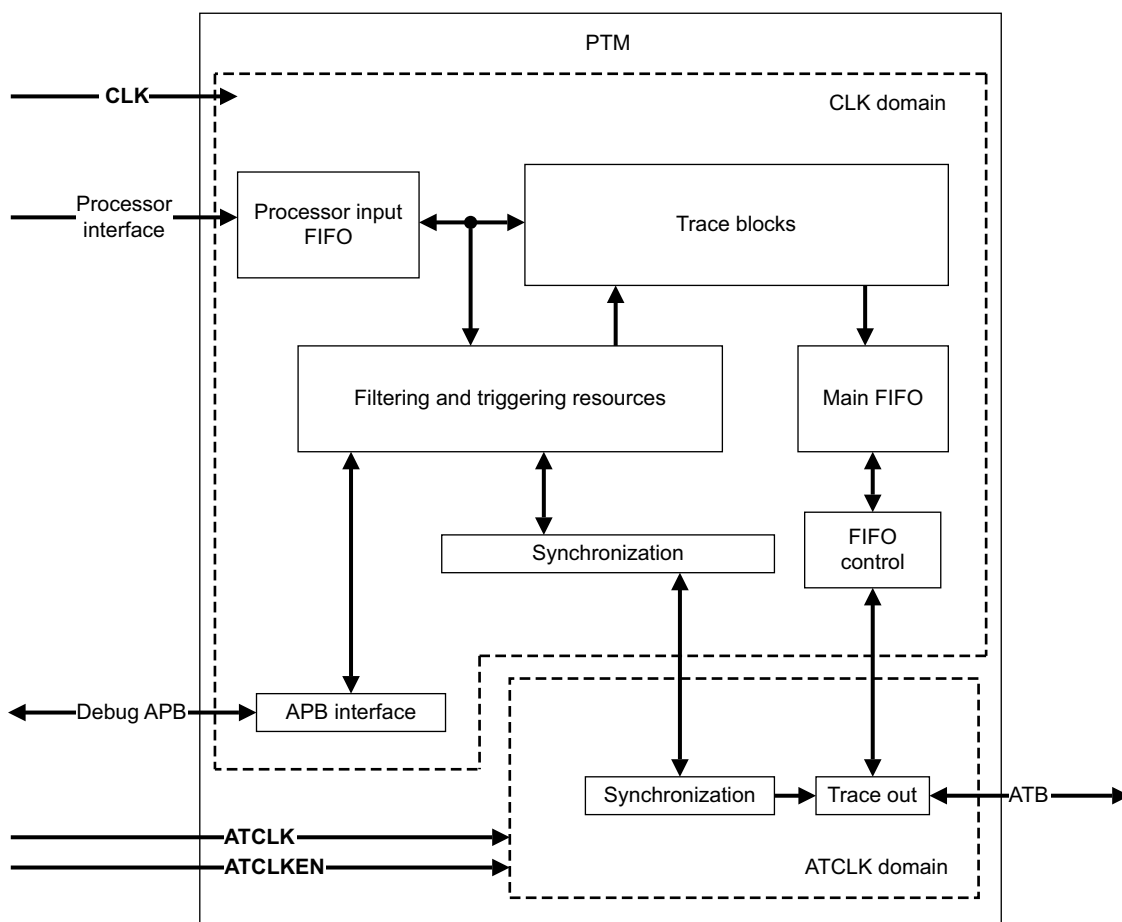 PTM
CLK
CLK domain
Processor
interface
Processor input
FIFO
Trace blocks
Filtering and triggering resources
Main FIFO
Synchronization
FIFO
control
Debug APB
APB interface
Synchronization
Trace out
ATB
ATCLK
ATCLKEN
ATCLK domain